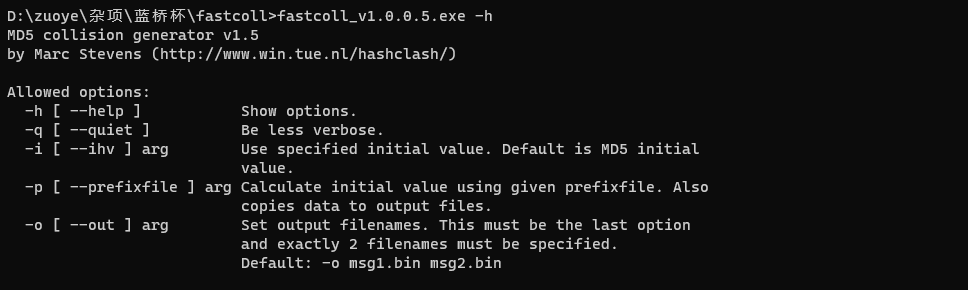 D:\zuoye\杂项\蓝桥杯\fastcoll>fastcoll_v1.0.0.5.exe -h
MD5 collision generator v1.5
by Marc Stevens (http://www.win.tue.nl/hashclash/)
Allowed options:
-h [ --help ] Show options.
-q [ --quiet ] Be less verbose.
-i [ --ihv ] arg Use specified initial value. Default is MD5 initial
value.
-p [ --prefixfile ] arg Calculate initial value using given prefixfile. Also
copies data to output files.
-o [ --out ] arg Set output filenames. This must be the last option
and exactly 2 filenames must be specified.
Default: -o msg1.bin msg2.bin